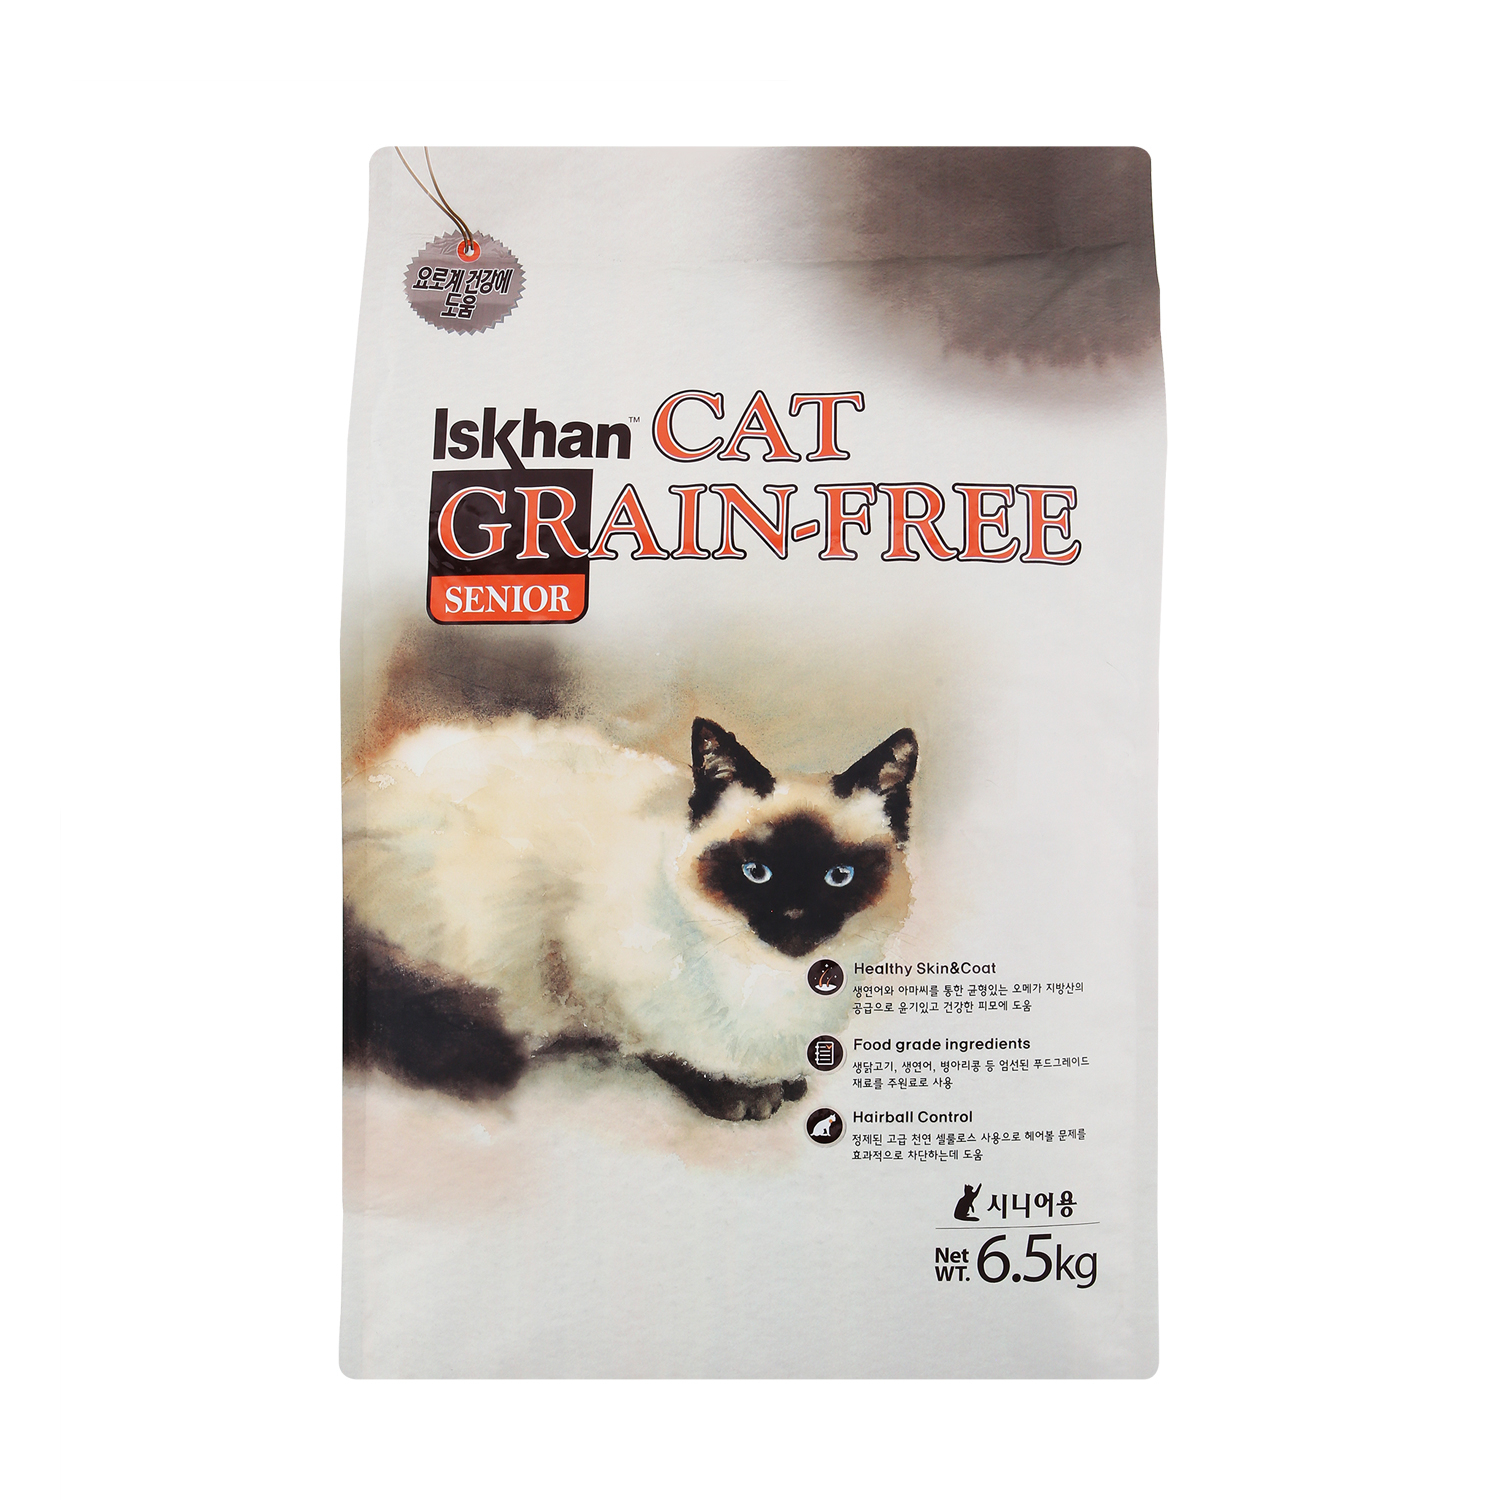 요로계 건강에
도움
Iskhan™ CAT
GRAIN-FREE
SENIOR
Healthy Skin&Coat
생연어와 아마씨를 통한 균형있는 오메가 지방산의
공급으로 윤기있고 건강한 피모에 도움
Food grade ingredients
생닭고기, 생연어, 병아리콩 등 엄선된 푸드그레이드
재료를 주원료로 사용
Hairball Control
정제된 고급 천연 셀룰로스 사용으로 헤어볼 문제를
효과적으로 차단하는데 도움
시니어용
Net WT. 6.5kg